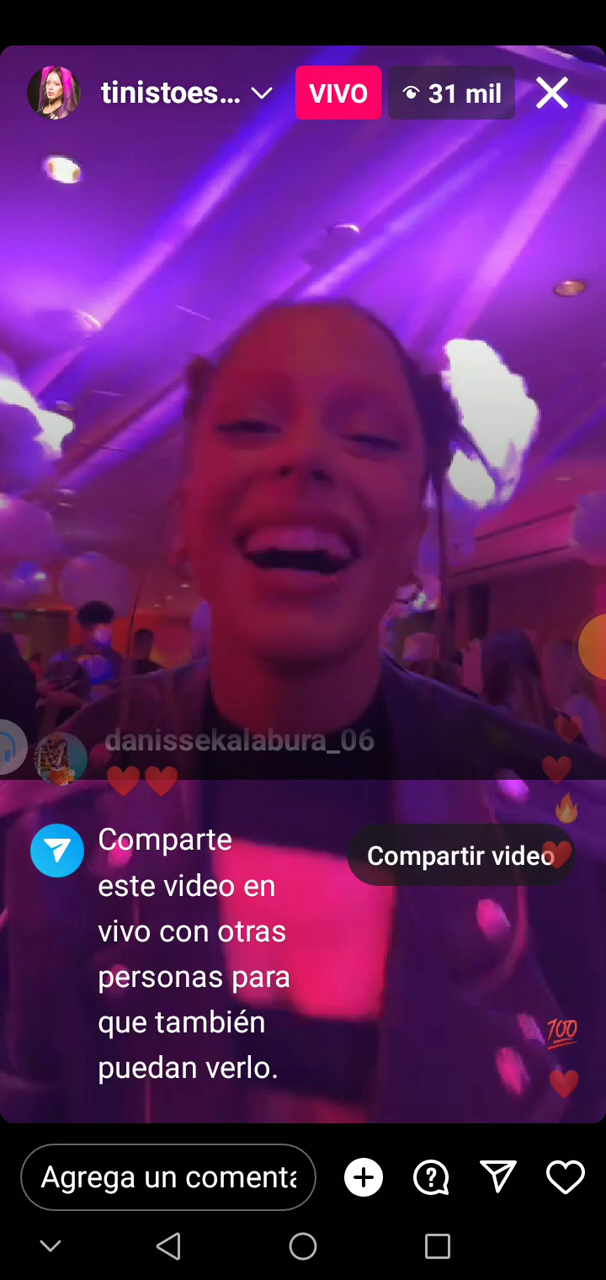 tinistoes...
VIVO
31 mil
danissekalabura_06
Comparte
este video en
vivo con otras
personas para
que también
puedan verlo.
Compartir video
100
Agrega un comenta